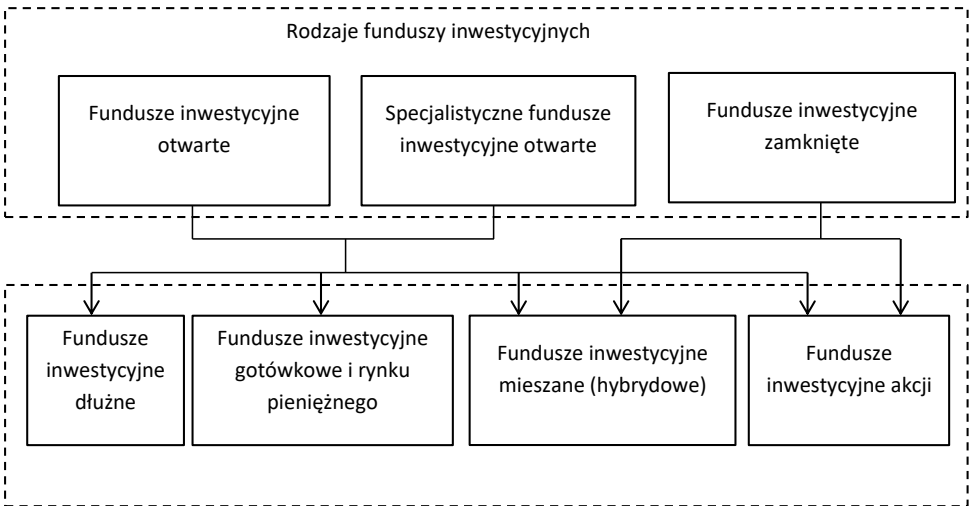 Rodzaje funduszy inwestycyjnych
Fundusze inwestycyjne
otwarte
Specjalistyczne fundusze
inwestycyjne otwarte
Fundusze inwestycyjne
zamknięte
Fundusze
inwestycyjne
dłużne
Fundusze inwestycyjne
gotówkowe i rynku
pieniężnego
Fundusze inwestycyjne
mieszane (hybrydowe)
Fundusze
inwestycyjne akcji